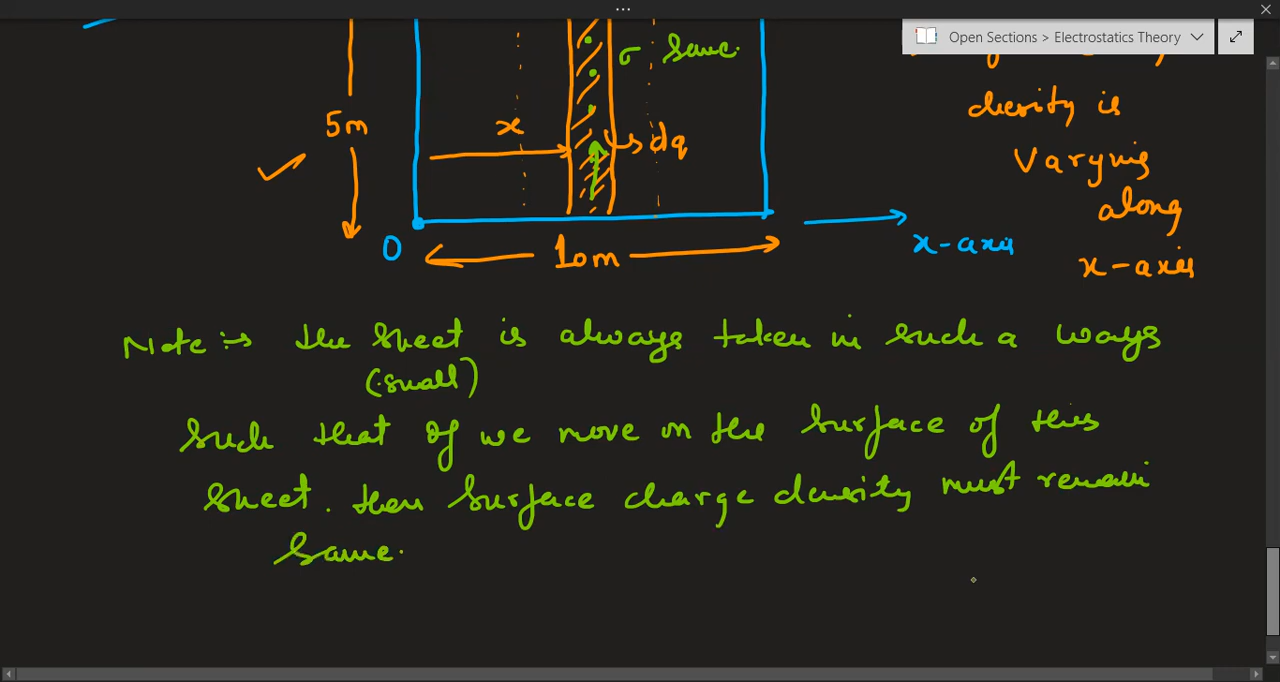 Open Sections > Electrostatics Theory
σ same.
density is
5m
x
dq
varying
along
0
10m
x-axis
x-axis
Note :→ the sheet is always taken in such a ways
(small)
such that if we move on the surface of this
sheet. then surface charge density must remain
same.